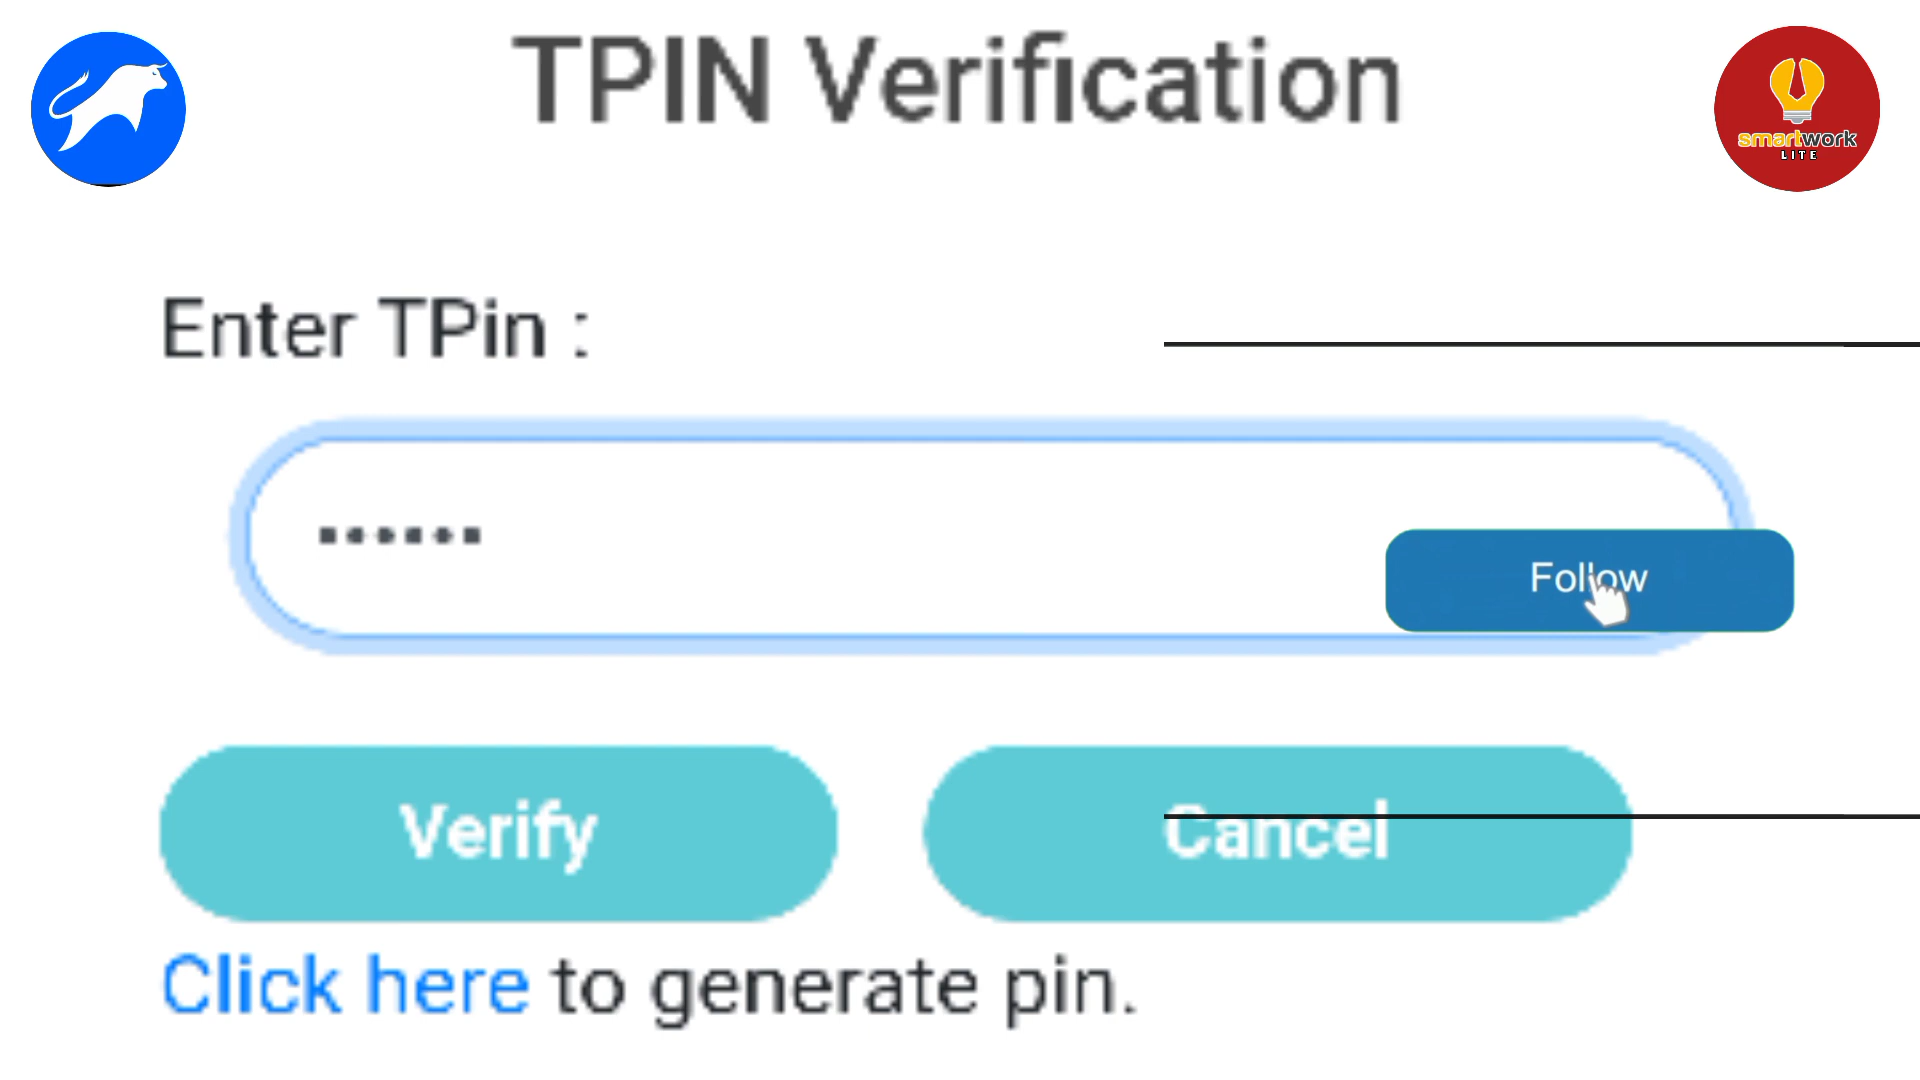 TPIN Verification
smartwork
LITE
Enter TPin :
Follow
Verify
Cancel
Click here to generate pin.